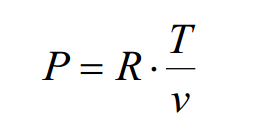 P = R · T/v